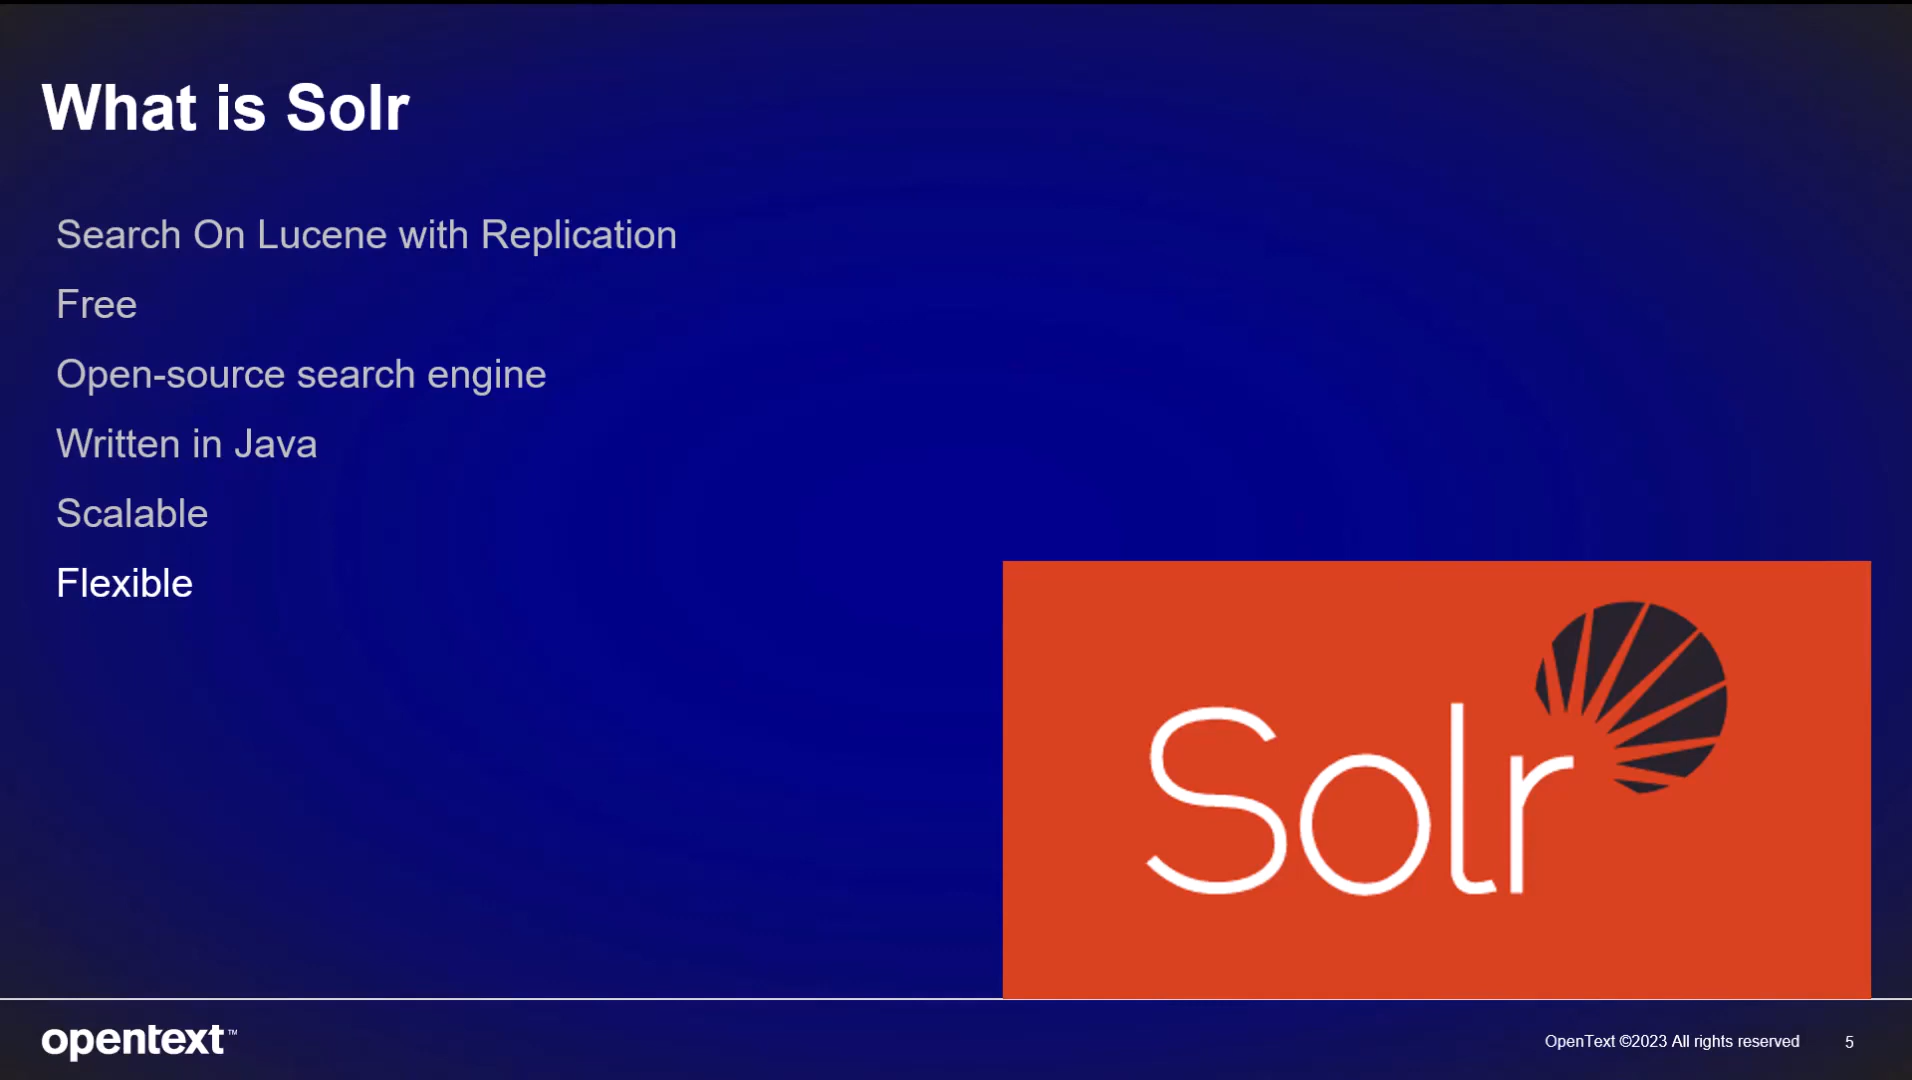 What is Solr
Search On Lucene with Replication
Free
Open-source search engine
Written in Java
Scalable
Flexible
Solr
opentext™
OpenText ©2023 All rights reserved 5